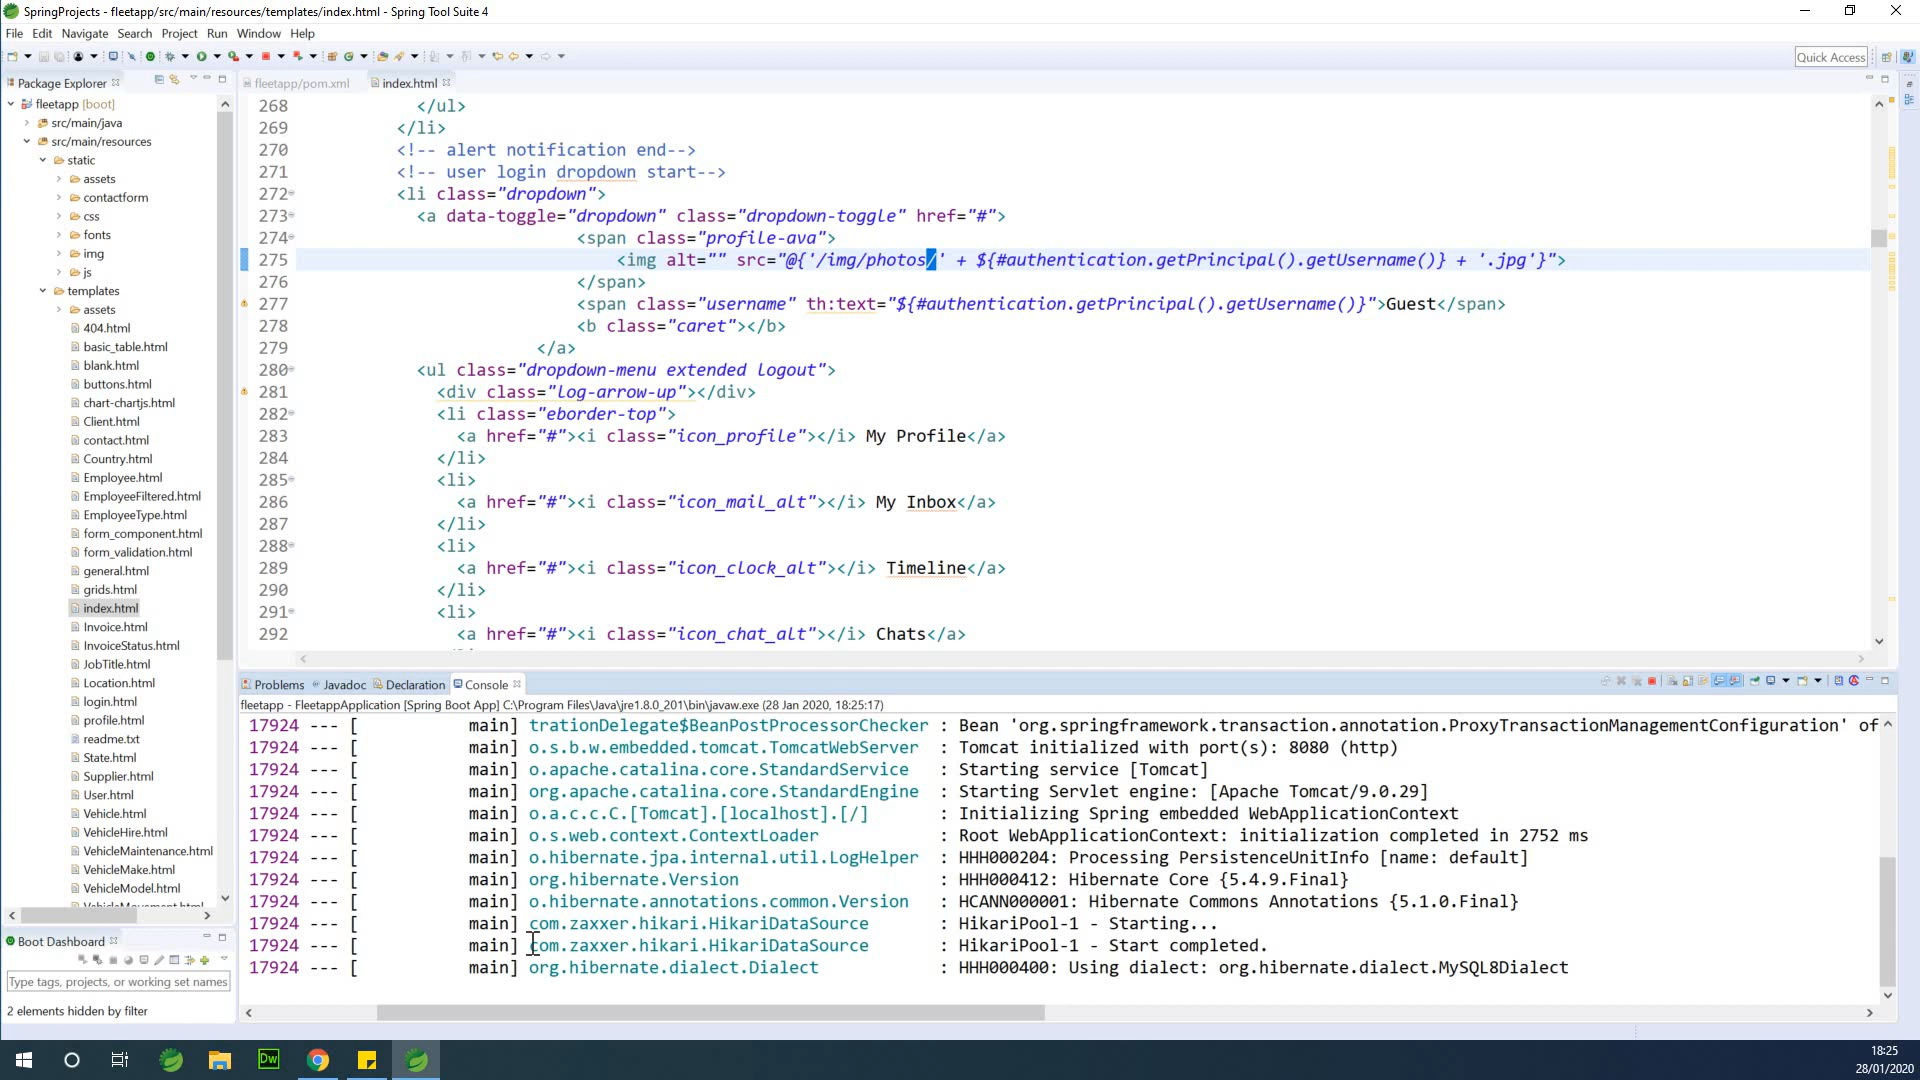 SpringProjects - fleetapp/src/main/resources/templates/index.html - Spring Tool Suite 4
File Edit Navigate Search Project Run Window Help
Quick Access
Package Explorer
fleetapp [boot]
src/main/java
src/main/resources
static
assets
contactform
css
fonts
img
js
templates
assets
404.html
basic_table.html
blank.html
buttons.html
chart-chartjs.html
Client.html
contact.html
Country.html
Employee.html
EmployeeFiltered.html
EmployeeType.html
form_component.html
form_validation.html
general.html
grids.html
index.html
Invoice.html
InvoiceStatus.html
JobTitle.html
Location.html
login.html
profile.html
readme.txt
State.html
Supplier.html
User.html
Vehicle.html
VehicleHire.html
VehicleMaintenance.html
VehicleMake.html
VehicleModel.html
VehicleMovement.html
Boot Dashboard
Type tags, projects, or working set names
2 elements hidden by filter
fleetapp/pom.xml index.html
268 </ul>
269 </li>
270 <!-- alert notification end-->
271 <!-- user login dropdown start-->
272 <li class="dropdown">
273 <a data-toggle="dropdown" class="dropdown-toggle" href="#">
274 <span class="profile-ava">
275 <img alt="" src="@{'/img/photos/' + ${#authentication.getPrincipal().getUsername()} + '.jpg'}">
276 </span>
277 <span class="username" th:text="${#authentication.getPrincipal().getUsername()}">Guest</span>
278 <b class="caret"></b>
279 </a>
280 <ul class="dropdown-menu extended logout">
281 <div class="log-arrow-up"></div>
282 <li class="eborder-top">
283 <a href="#"><i class="icon_profile"></i> My Profile</a>
284 </li>
285 <li>
286 <a href="#"><i class="icon_mail_alt"></i> My Inbox</a>
287 </li>
288 <li>
289 <a href="#"><i class="icon_clock_alt"></i> Timeline</a>
290 </li>
291 <li>
292 <a href="#"><i class="icon_chat_alt"></i> Chats</a>
Problems Javadoc Declaration Console
fleetapp - FleetappApplication [Spring Boot App] C:\Program Files\Java\jre1.8.0_201\bin\javaw.exe (28 Jan 2020, 18:25:17)
17924 --- [ main] trationDelegate$BeanPostProcessorChecker : Bean 'org.springframework.transaction.annotation.ProxyTransactionManagementConfiguration' of
17924 --- [ main] o.s.b.w.embedded.tomcat.TomcatWebServer : Tomcat initialized with port(s): 8080 (http)
17924 --- [ main] o.apache.catalina.core.StandardService : Starting service [Tomcat]
17924 --- [ main] org.apache.catalina.core.StandardEngine : Starting Servlet engine: [Apache Tomcat/9.0.29]
17924 --- [ main] o.a.c.c.C.[Tomcat].[localhost].[/] : Initializing Spring embedded WebApplicationContext
17924 --- [ main] o.s.web.context.ContextLoader : Root WebApplicationContext: initialization completed in 2752 ms
17924 --- [ main] o.hibernate.jpa.internal.util.LogHelper : HHH000204: Processing PersistenceUnitInfo [name: default]
17924 --- [ main] org.hibernate.Version : HHH000412: Hibernate Core {5.4.9.Final}
17924 --- [ main] o.hibernate.annotations.common.Version : HCANN000001: Hibernate Commons Annotations {5.1.0.Final}
17924 --- [ main] com.zaxxer.hikari.HikariDataSource : HikariPool-1 - Starting...
17924 --- [ main] com.zaxxer.hikari.HikariDataSource : HikariPool-1 - Start completed.
17924 --- [ main] org.hibernate.dialect.Dialect : HHH000400: Using dialect: org.hibernate.dialect.MySQL8Dialect
Dw
18:25
28/01/2020